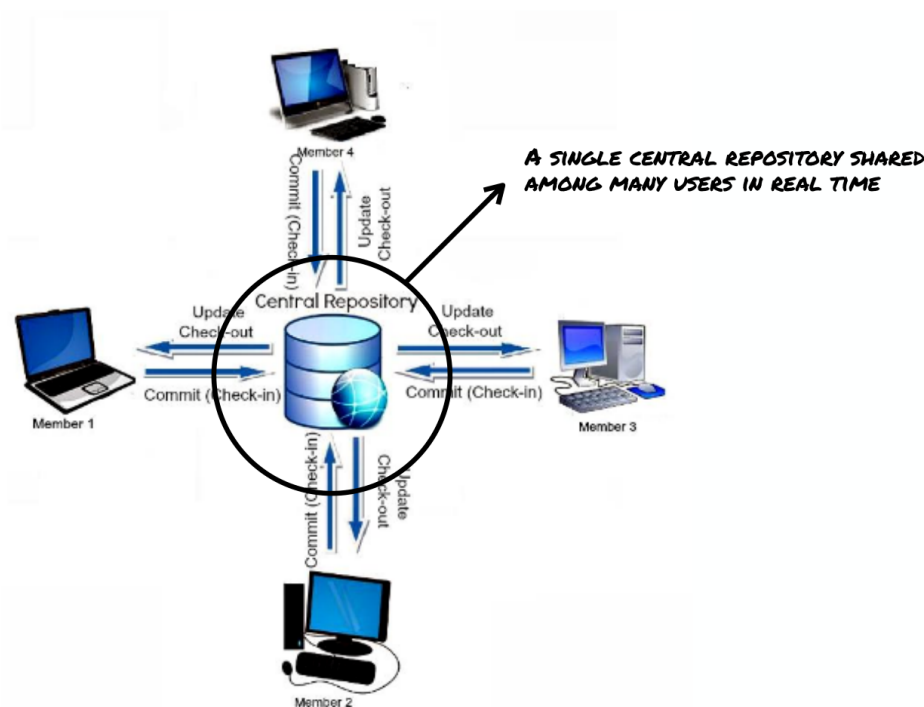 Member 4
A SINGLE CENTRAL REPOSITORY SHARED
AMONG MANY USERS IN REAL TIME
Commit (Check-in)
Update
Check-out
Central Repository
Update
Check-out
Commit (Check-in)
Member 1
Update
Check-out
Commit (Check-in)
Member 3
Commit (Check-in)
Update
Check-out
Member 2